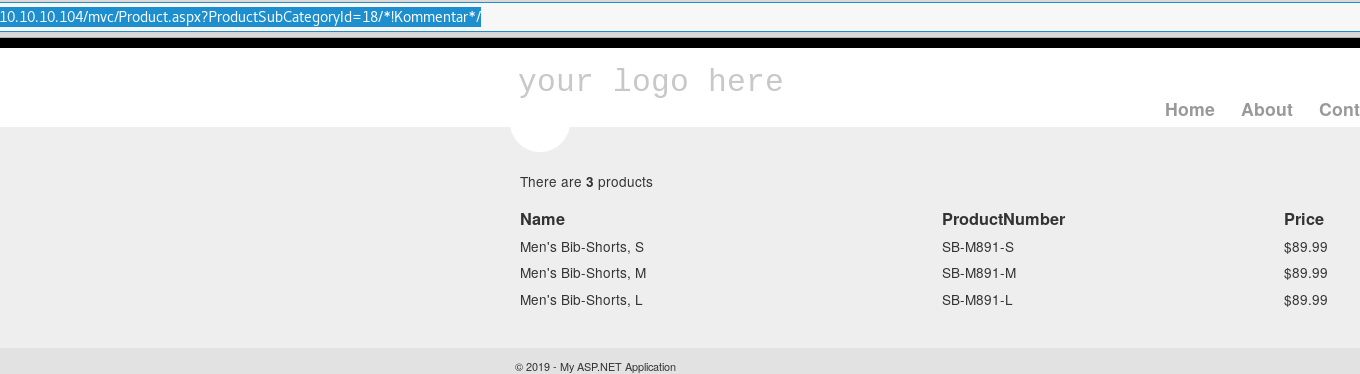 10.10.10.104/mvc/Product.aspx?ProductSubCategoryId=18/*!Kommentar*/
your logo here
Home About Cont
There are 3 products
Name ProductNumber Price
Men's Bib-Shorts, S SB-M891-S $89.99
Men's Bib-Shorts, M SB-M891-M $89.99
Men's Bib-Shorts, L SB-M891-L $89.99
© 2019 - My ASP.NET Application